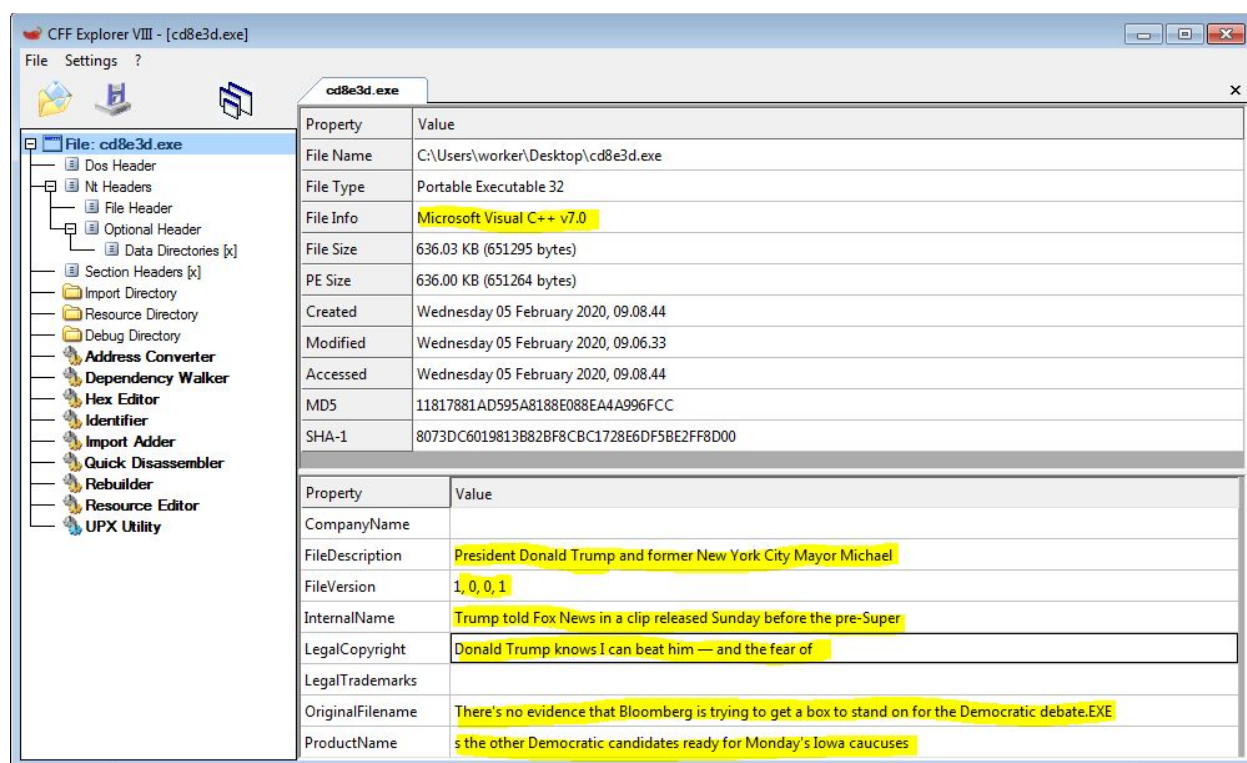 CFF Explorer VIII - [cd8e3d.exe]
File Settings ?
cd8e3d.exe
File: cd8e3d.exe
Dos Header
Nt Headers
File Header
Optional Header
Data Directories [x]
Section Headers [x]
Import Directory
Resource Directory
Debug Directory
Address Converter
Dependency Walker
Hex Editor
Identifier
Import Adder
Quick Disassembler
Rebuilder
Resource Editor
UPX Utility
Property Value
File Name C:\Users\worker\Desktop\cd8e3d.exe
File Type Portable Executable 32
File Info Microsoft Visual C++ v7.0
File Size 636.03 KB (651295 bytes)
PE Size 636.00 KB (651264 bytes)
Created Wednesday 05 February 2020, 09.08.44
Modified Wednesday 05 February 2020, 09.06.33
Accessed Wednesday 05 February 2020, 09.08.44
MD5 11817881AD595A8188E088EA4A996FCC
SHA-1 8073DC6019813B82BF8CBC1728E6DF5BE2FF8D00
Property Value
CompanyName
FileDescription President Donald Trump and former New York City Mayor Michael
FileVersion 1, 0, 0, 1
InternalName Trump told Fox News in a clip released Sunday before the pre-Super
LegalCopyright Donald Trump knows I can beat him — and the fear of
LegalTrademarks
OriginalFilename There's no evidence that Bloomberg is trying to get a box to stand on for the Democratic debate.EXE
ProductName s the other Democratic candidates ready for Monday's Iowa caucuses